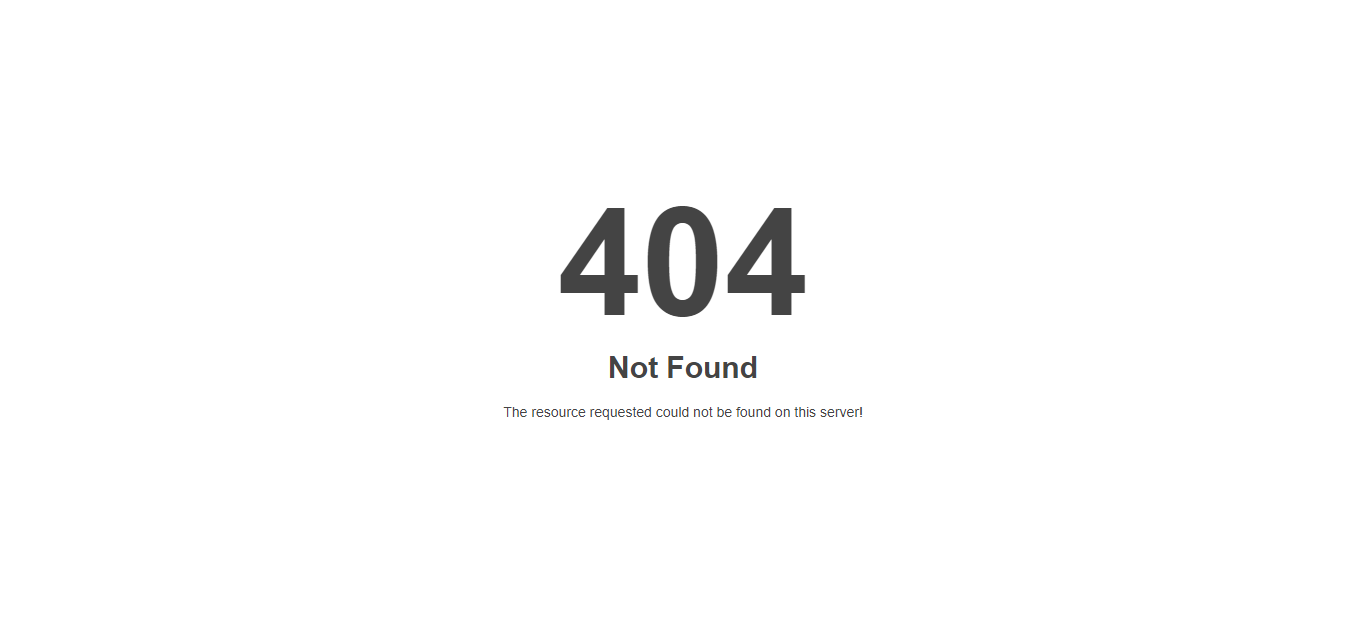 404
Not Found
The resource requested could not be found on this server!